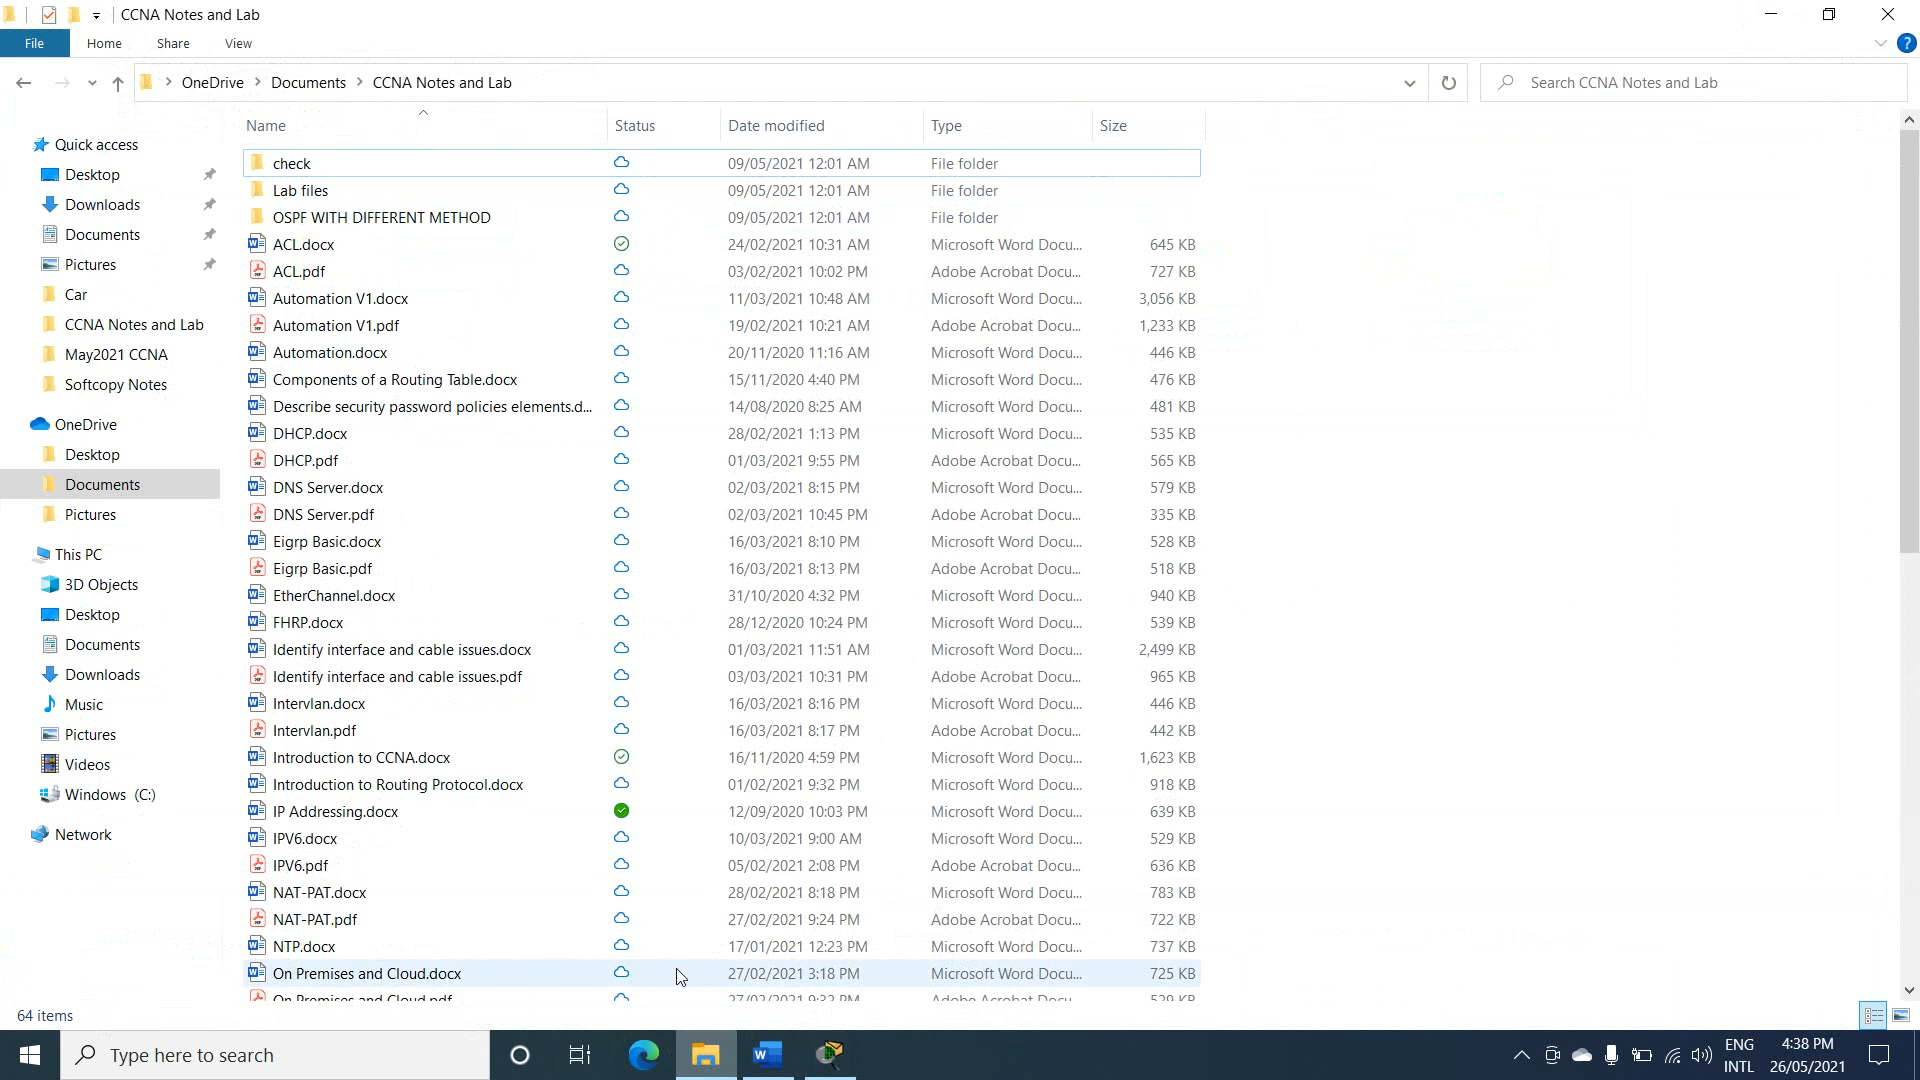 CCNA Notes and Lab
File Home Share View
OneDrive Documents CCNA Notes and Lab
Search CCNA Notes and Lab
Name Status Date modified Type Size
Quick access
Desktop
Downloads
Documents
Pictures
Car
CCNA Notes and Lab
May2021 CCNA
Softcopy Notes
OneDrive
Desktop
Documents
Pictures
This PC
3D Objects
Desktop
Documents
Downloads
Music
Pictures
Videos
Windows (C:)
Network
check 09/05/2021 12:01 AM File folder
Lab files 09/05/2021 12:01 AM File folder
OSPF WITH DIFFERENT METHOD 09/05/2021 12:01 AM File folder
ACL.docx 24/02/2021 10:31 AM Microsoft Word Docu... 645 KB
ACL.pdf 03/02/2021 10:02 PM Adobe Acrobat Docu... 727 KB
Automation V1.docx 11/03/2021 10:48 AM Microsoft Word Docu... 3,056 KB
Automation V1.pdf 19/02/2021 10:21 AM Adobe Acrobat Docu... 1,233 KB
Automation.docx 20/11/2020 11:16 AM Microsoft Word Docu... 446 KB
Components of a Routing Table.docx 15/11/2020 4:40 PM Microsoft Word Docu... 476 KB
Describe security password policies elements.d... 14/08/2020 8:25 AM Microsoft Word Docu... 481 KB
DHCP.docx 28/02/2021 1:13 PM Microsoft Word Docu... 535 KB
DHCP.pdf 01/03/2021 9:55 PM Adobe Acrobat Docu... 565 KB
DNS Server.docx 02/03/2021 8:15 PM Microsoft Word Docu... 579 KB
DNS Server.pdf 02/03/2021 10:45 PM Adobe Acrobat Docu... 335 KB
Eigrp Basic.docx 16/03/2021 8:10 PM Microsoft Word Docu... 528 KB
Eigrp Basic.pdf 16/03/2021 8:13 PM Adobe Acrobat Docu... 518 KB
EtherChannel.docx 31/10/2020 4:32 PM Microsoft Word Docu... 940 KB
FHRP.docx 28/12/2020 10:24 PM Microsoft Word Docu... 539 KB
Identify interface and cable issues.docx 01/03/2021 11:51 AM Microsoft Word Docu... 2,499 KB
Identify interface and cable issues.pdf 03/03/2021 10:31 PM Adobe Acrobat Docu... 965 KB
Intervlan.docx 16/03/2021 8:16 PM Microsoft Word Docu... 446 KB
Intervlan.pdf 16/03/2021 8:17 PM Adobe Acrobat Docu... 442 KB
Introduction to CCNA.docx 16/11/2020 4:59 PM Microsoft Word Docu... 1,623 KB
Introduction to Routing Protocol.docx 01/02/2021 9:32 PM Microsoft Word Docu... 918 KB
IP Addressing.docx 12/09/2020 10:03 PM Microsoft Word Docu... 639 KB
IPV6.docx 10/03/2021 9:00 AM Microsoft Word Docu... 529 KB
IPV6.pdf 05/02/2021 2:08 PM Adobe Acrobat Docu... 636 KB
NAT-PAT.docx 28/02/2021 8:18 PM Microsoft Word Docu... 783 KB
NAT-PAT.pdf 27/02/2021 9:24 PM Adobe Acrobat Docu... 722 KB
NTP.docx 17/01/2021 12:23 PM Microsoft Word Docu... 737 KB
On Premises and Cloud.docx 27/02/2021 3:18 PM Microsoft Word Docu... 725 KB
On Premises and Cloud.pdf 27/02/2021 9:32 PM Adobe Acrobat Docu... 529 KB
64 items
Type here to search
ENG 4:38 PM
INTL 26/05/2021